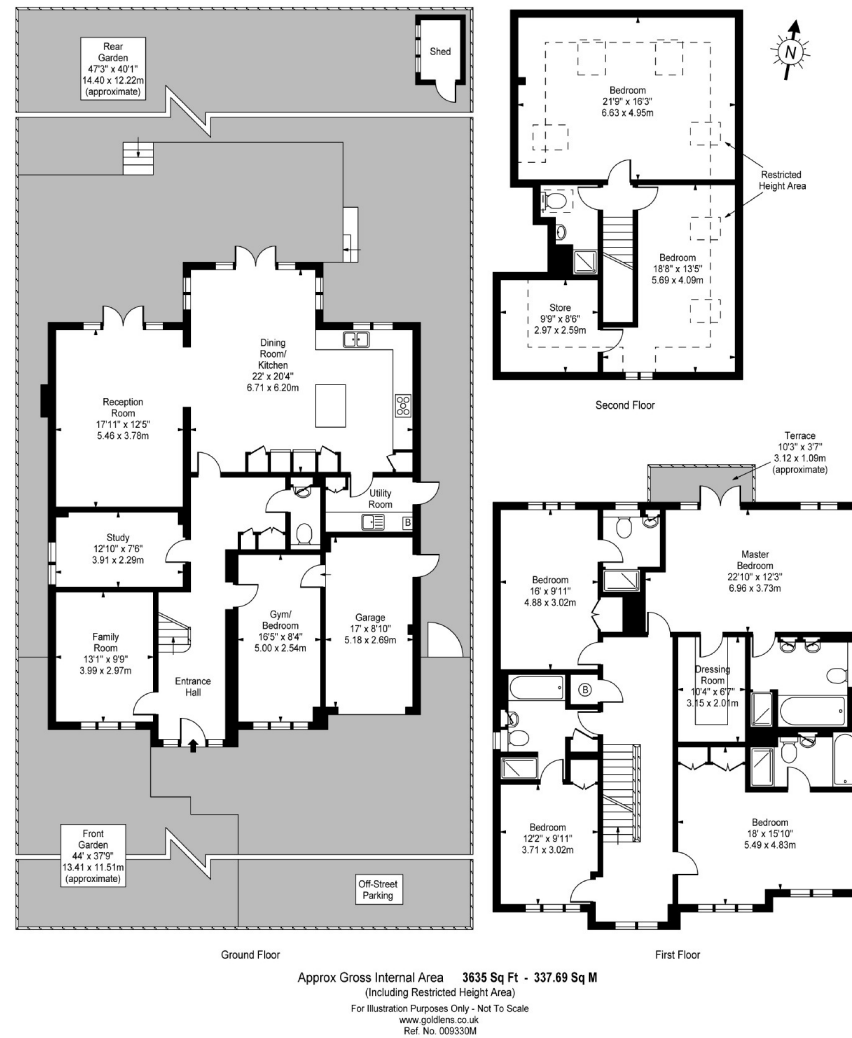 Rear
Garden
47'3" x 40'1"
14.40 x 12.22m
(approximate)
Shed
Dining
Room/
Kitchen
22' x 20'4"
6.71 x 6.20m
Reception
Room
17'11" x 12'5"
5.46 x 3.78m
Utility
Room
B
Study
12'10" x 7'6"
3.91 x 2.29m
Family
Room
13'1" x 9'9"
3.99 x 2.97m
Entrance
Hall
Gym/
Bedroom
16'5" x 8'4"
5.00 x 2.54m
Garage
17' x 8'10"
5.18 x 2.69m
Front
Garden
44' x 37'9"
13.41 x 11.51m
(approximate)
Off-Street
Parking
Ground Floor
N
Bedroom
21'9" x 16'3"
6.63 x 4.95m
Restricted
Height Area
Bedroom
18'8" x 13'5"
5.69 x 4.09m
Store
9'9" x 8'6"
2.97 x 2.59m
Second Floor
Terrace
10'3" x 3'7"
3.12 x 1.09m
(approximate)
Bedroom
16' x 9'11"
4.88 x 3.02m
Master
Bedroom
22'10" x 12'3"
6.96 x 3.73m
Dressing
Room
10'4" x 6'7"
3.15 x 2.01m
B
Bedroom
12'2" x 9'11"
3.71 x 3.02m
Bedroom
18' x 15'10"
5.49 x 4.83m
First Floor
Approx Gross Internal Area 3635 Sq Ft - 337.69 Sq M
(Including Restricted Height Area)
For Illustration Purposes Only - Not To Scale
www.goldlens.co.uk
Ref. No. 009330M